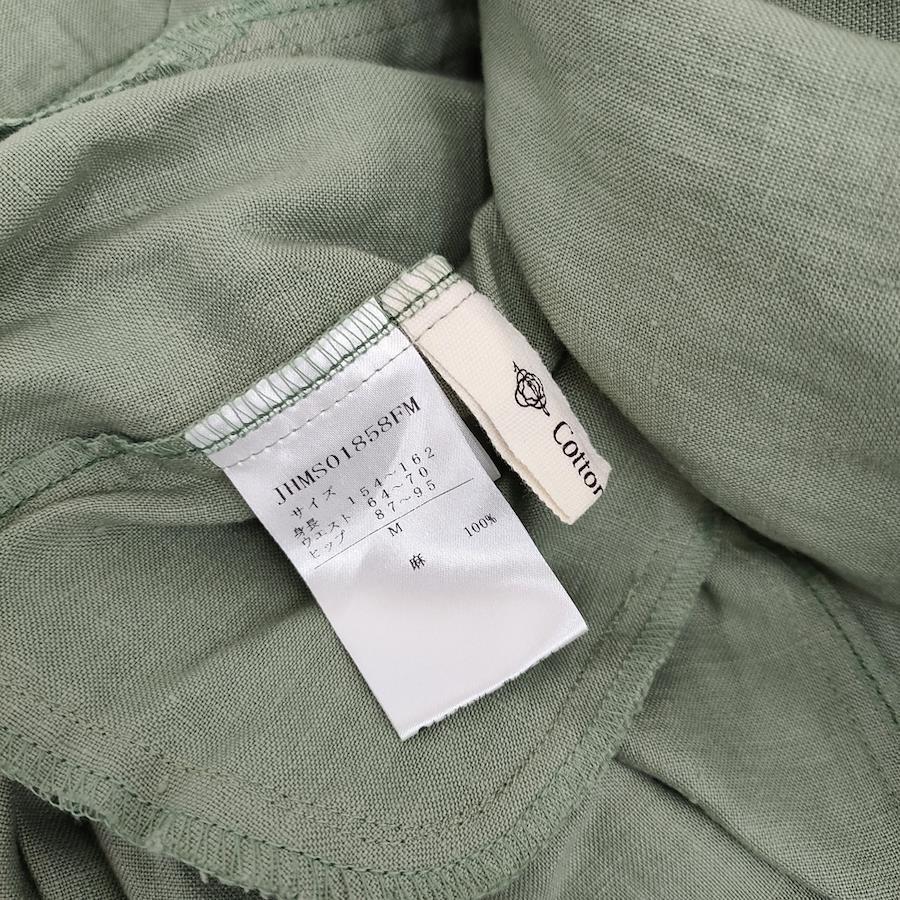 JHMS01858FM
サイズ
身長 154~162
ウエスト 64~70
ヒップ 87~95
M
麻 100%
Cotton